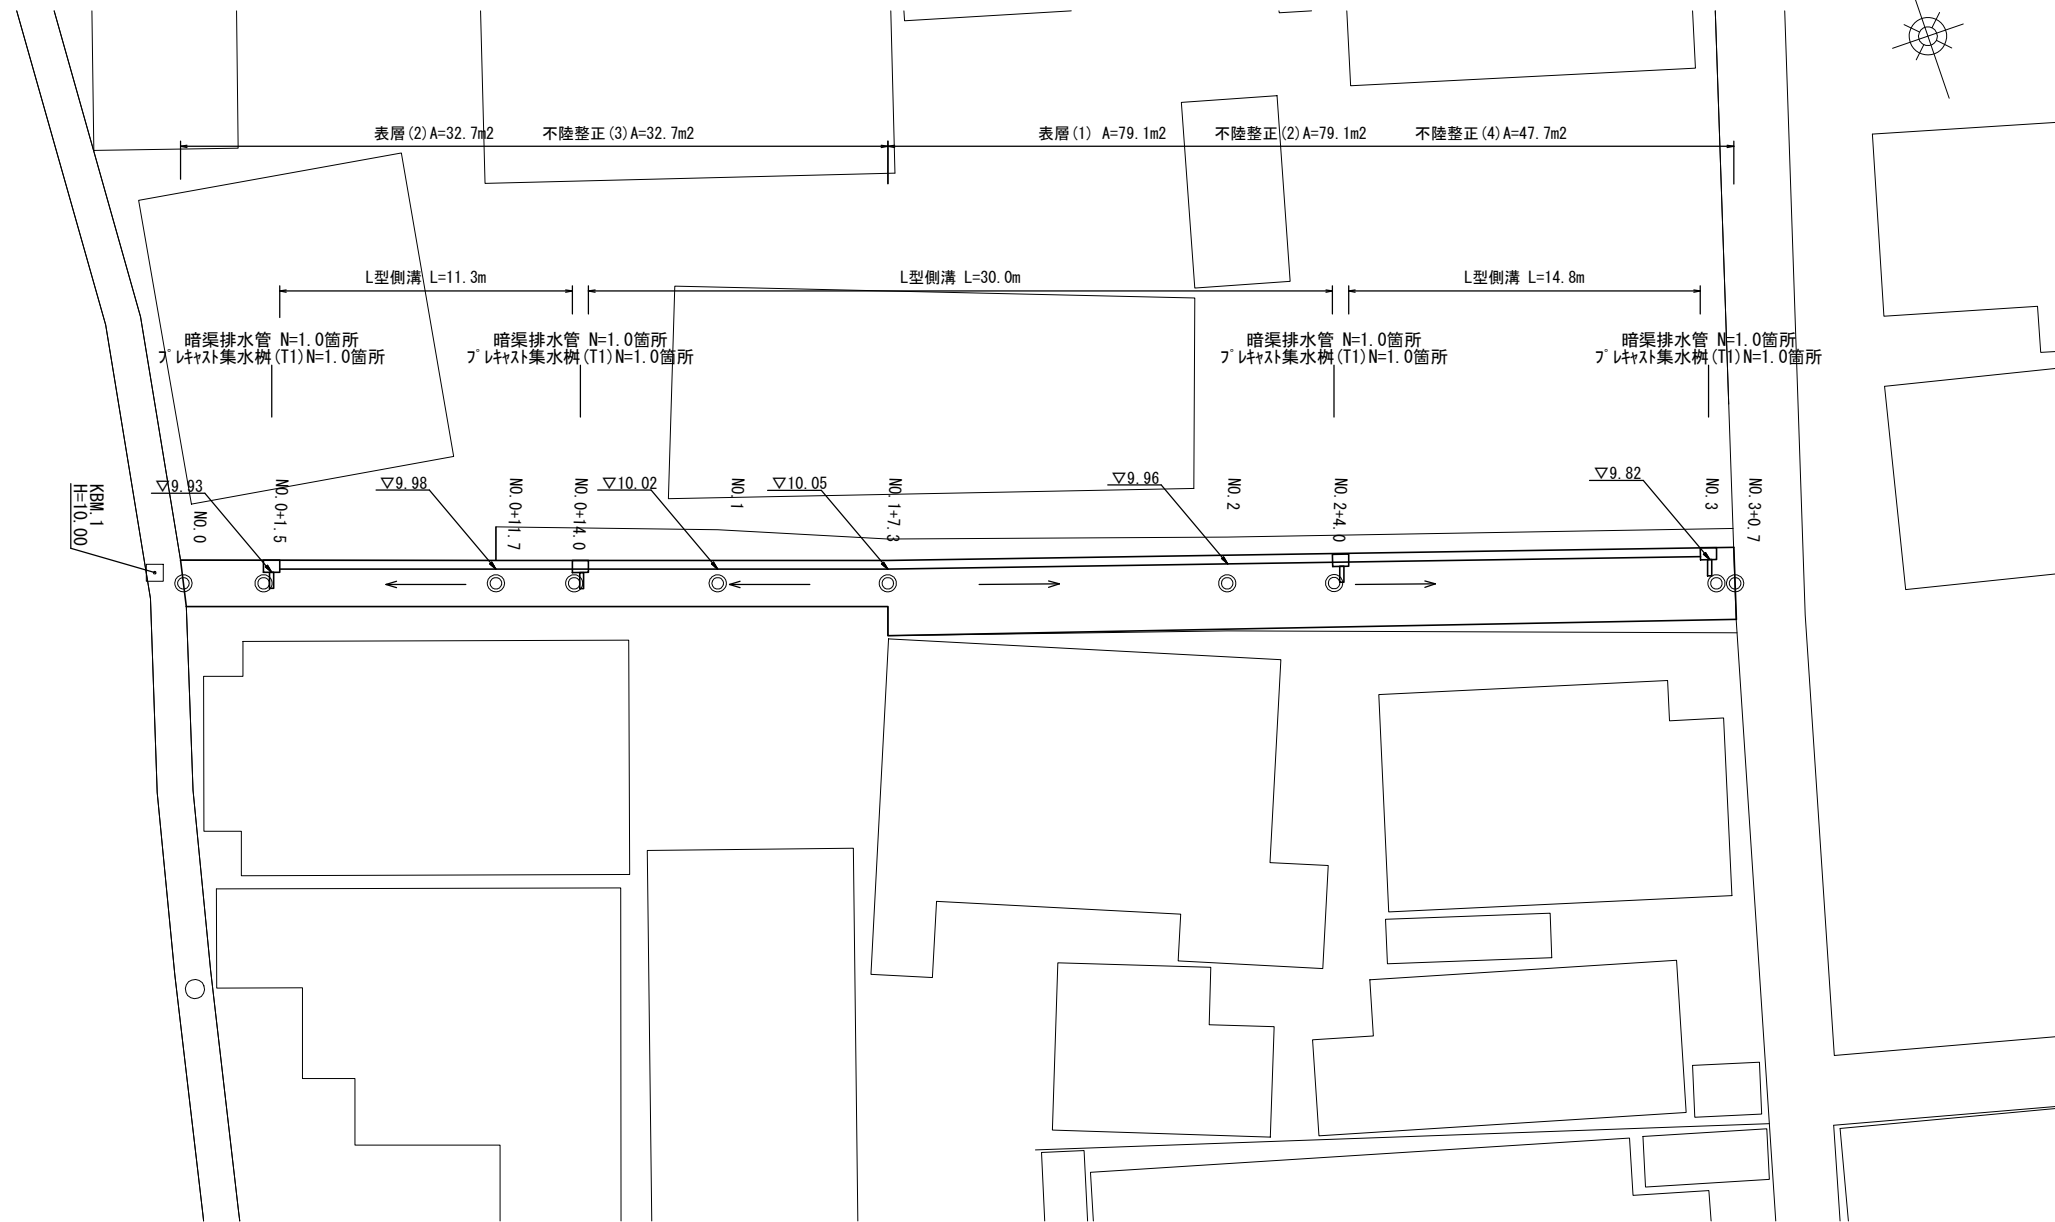 表層(2)A=32.7m2 不陸整正(3)A=32.7m2
表層(1) A=79.1m2 不陸整正(2)A=79.1m2 不陸整正(4)A=47.7m2
L型側溝 L=11.3m
L型側溝 L=30.0m
L型側溝 L=14.8m
暗渠排水管 N=1.0箇所
プレキャスト集水桝(T1)N=1.0箇所
暗渠排水管 N=1.0箇所
プレキャスト集水桝(T1)N=1.0箇所
暗渠排水管 N=1.0箇所
プレキャスト集水桝(T1)N=1.0箇所
暗渠排水管 N=1.0箇所
プレキャスト集水桝(T1)N=1.0箇所
KBM.1
H=10.00
▽9.93
NO.0
NO.0+1.5
▽9.98
NO.0+11.7
NO.0+14.0
▽10.02
NO.1
▽10.05
NO.1+7.3
▽9.96
NO.2
NO.2+4.0
▽9.82
NO.3
NO.3+0.7